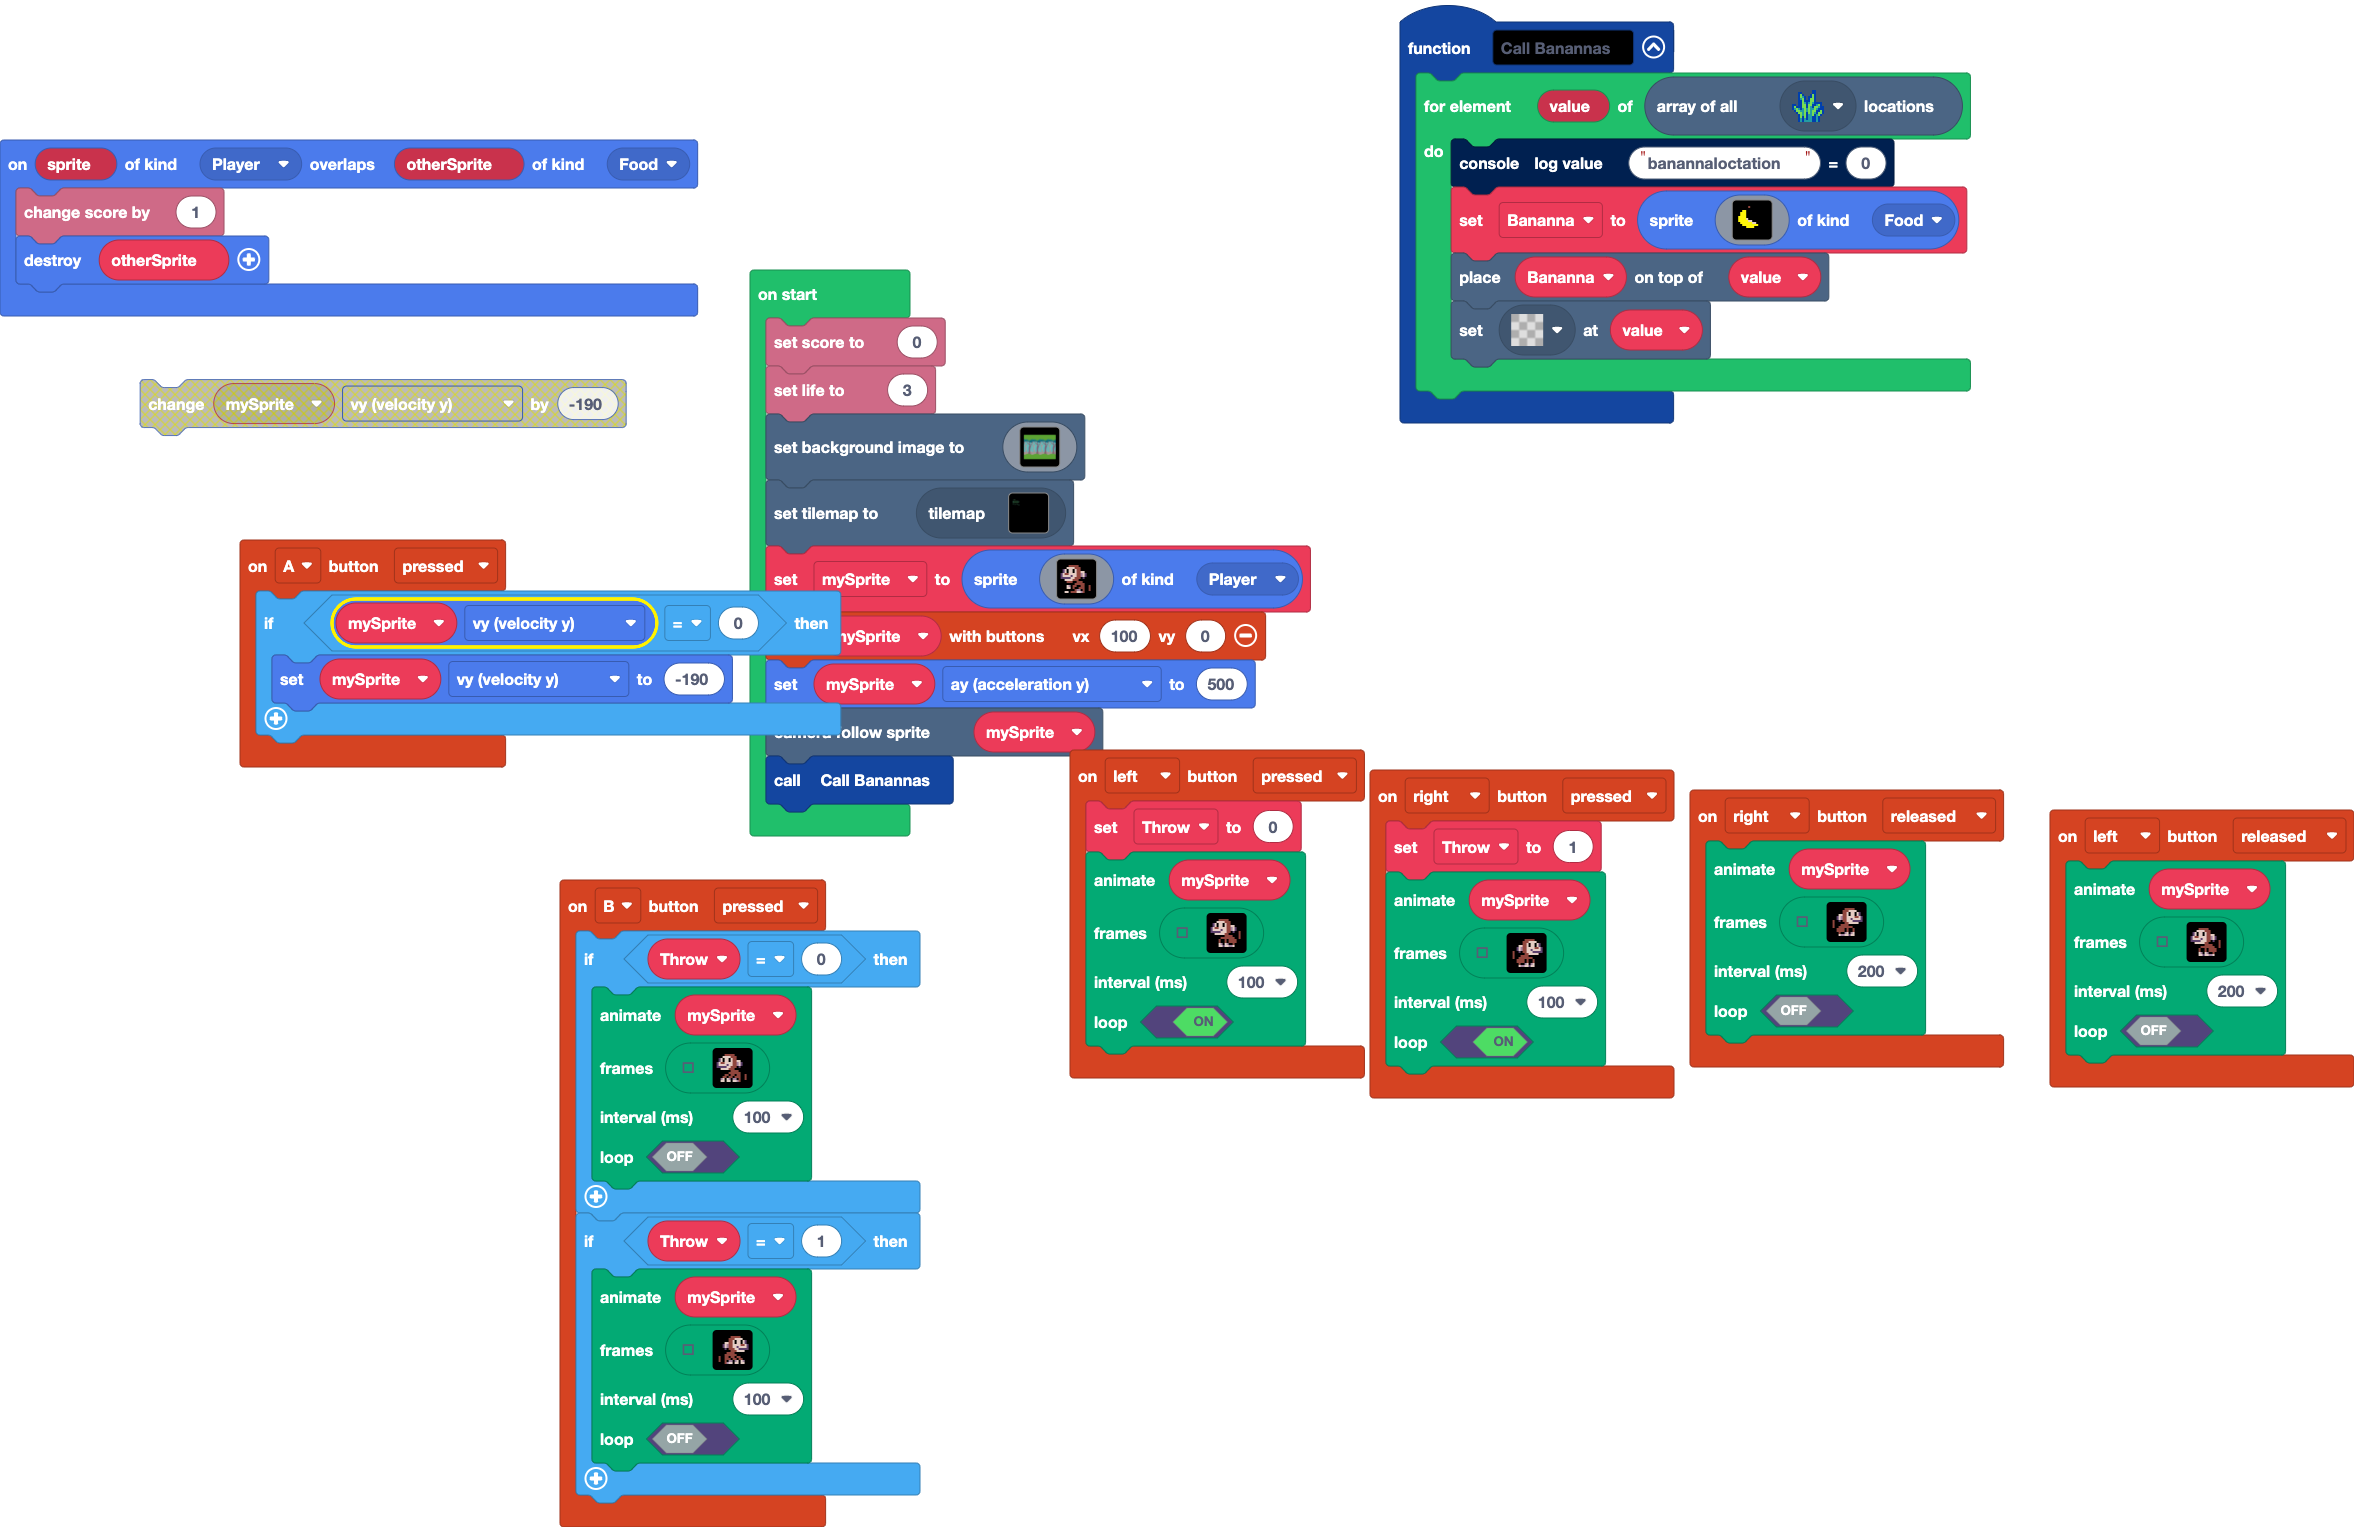 function Call Banannas
for element value of array of all locations
do console log value "banannaloctation" = 0
set Bananna to sprite of kind Food
place Bananna on top of value
set at value
on sprite of kind Player overlaps otherSprite of kind Food
change score by 1
destroy otherSprite
change mySprite vy (velocity y) by -190
on start
set score to 0
set life to 3
set background image to
set tilemap to tilemap
set mySprite to sprite of kind Player
mySprite with buttons vx 100 vy 0
set mySprite ay (acceleration y) to 500
follow sprite mySprite
call Call Banannas
on A button pressed
if mySprite vy (velocity y) = 0 then
set mySprite vy (velocity y) to -190
on B button pressed
if Throw = 0 then
animate mySprite
frames
interval (ms) 100
loop OFF
if Throw = 1 then
animate mySprite
frames
interval (ms) 100
loop OFF
on left button pressed
set Throw to 0
animate mySprite
frames
interval (ms) 100
loop ON
on right button pressed
set Throw to 1
animate mySprite
frames
interval (ms) 100
loop ON
on right button released
animate mySprite
frames
interval (ms) 200
loop OFF
on left button released
animate mySprite
frames
interval (ms) 200
loop OFF